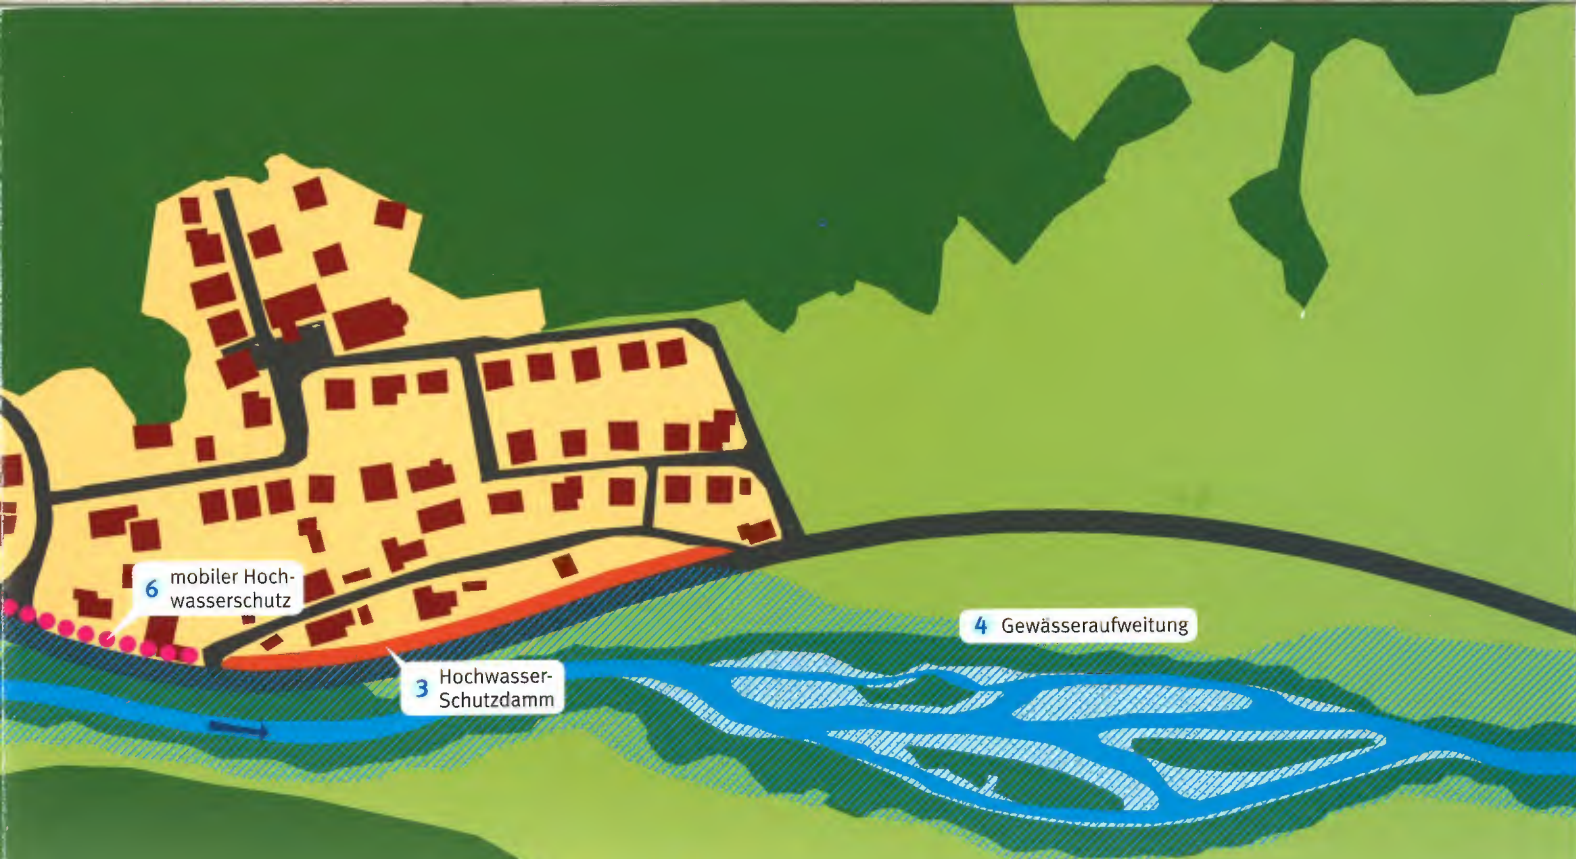 6 mobiler Hoch-
wasserschutz
4 Gewässeraufweitung
3 Hochwasser-
Schutzdamm